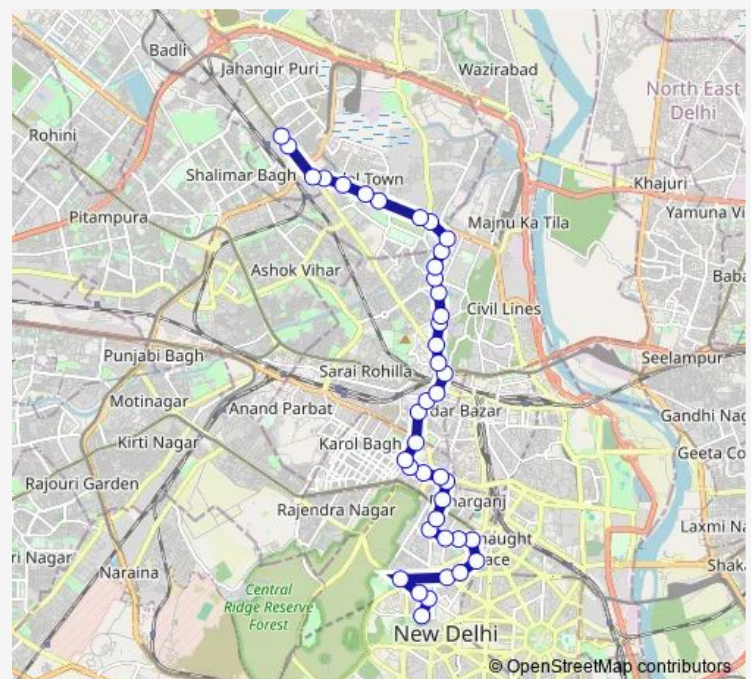 Badli
Jahangir Puri
Wazirabad
North East
Delhi
Rohini
Shalimar Bagh
Town
Khajuri
Pitampura
Majnu Ka Tila
Yamuna Vi
Ashok Vihar
Baba
Civil Lines
Punjabi Bagh
Sarai Rohilla
Seelampur
Motinagar
Anand Parbat
dar Bazar
Gandhi Nag
Kirti Nagar
Karol Bagh
Geeta Co
Rajouri Garden
Rajendra Nagar
harganj
Laxmi Na
ri Nagar
naught
ace
Shaka
Naraina
Central
Ridge Reserve
Forest
New Delhi
© OpenStreetMap contributors